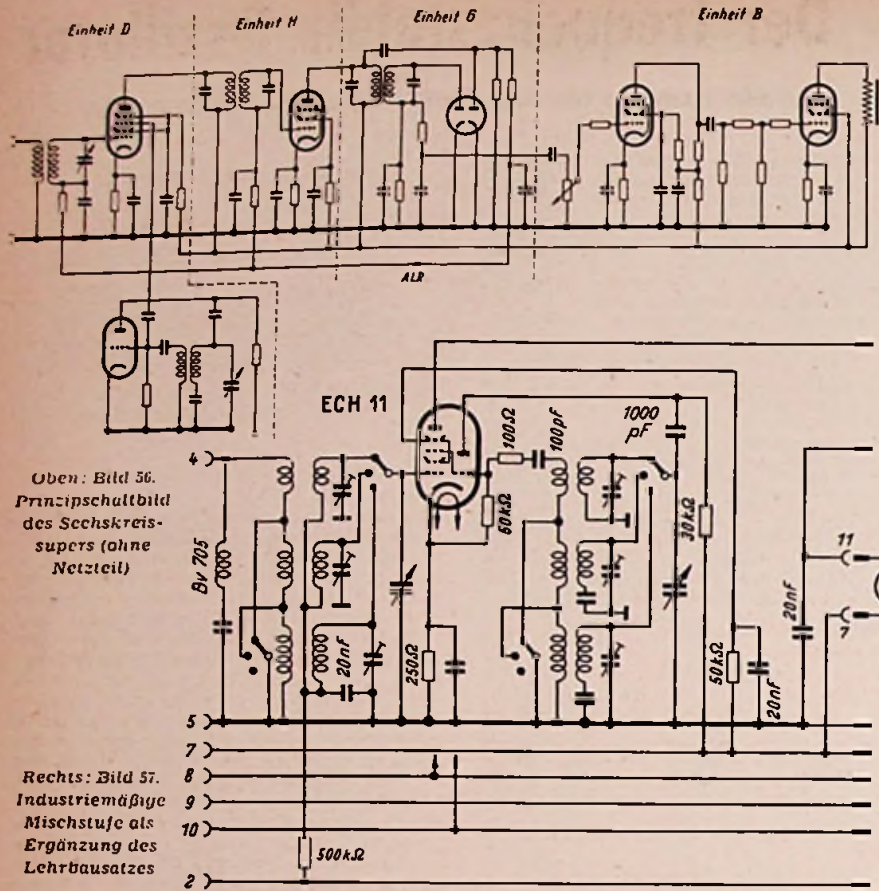 Einheit D
Einheit H
Einheit G
Einheit B
ALR
ECH 11
Oben: Bild 56.
Prinzipschaltbild
des Sechskreis-
supers (ohne
Netzteil)
4
Bv 705
20nF
250Ω
100Ω
100pF
60kΩ
1000
pF
30kΩ
50kΩ
20nF
20nF
11
7
5
7
8
9
10
500kΩ
2
Rechts: Bild 57.
Industriemäßige
Mischstufe als
Ergänzung des
Lehrbausatzes